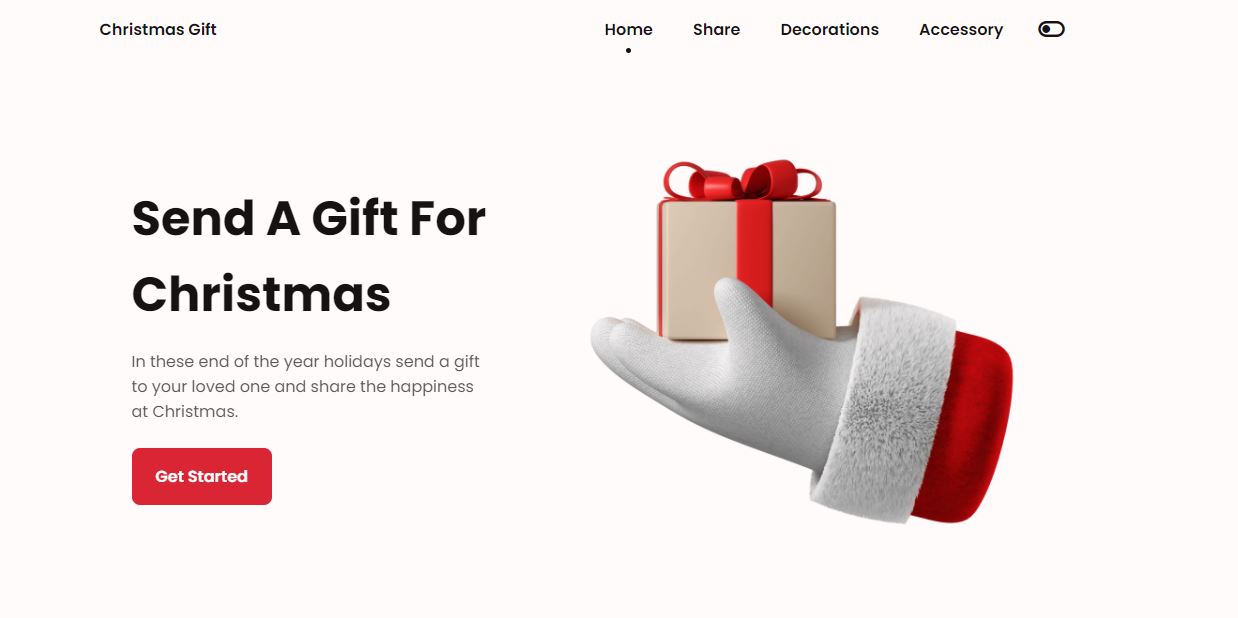 Christmas Gift
Home Share Decorations Accessory
Send A Gift For
Christmas
In these end of the year holidays send a gift
to your loved one and share the happiness
at Christmas.
Get Started